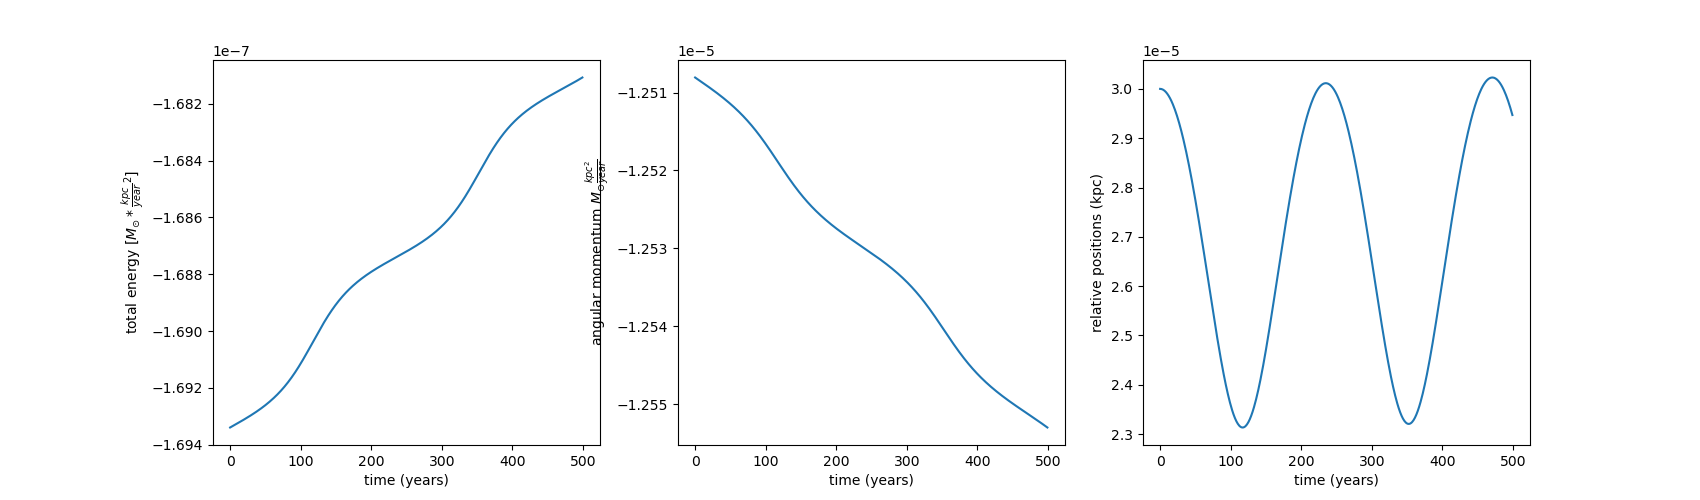 1e−7
total energy [M⊙ * kpc/year ²]
−1.682
−1.684
−1.686
−1.688
−1.690
−1.692
−1.694
0 100 200 300 400 500
time (years)
1e−5
angular momentum M⊙ kpc²/year
−1.251
−1.252
−1.253
−1.254
−1.255
0 100 200 300 400 500
time (years)
1e−5
relative positions (kpc)
3.0
2.9
2.8
2.7
2.6
2.5
2.4
2.3
0 100 200 300 400 500
time (years)